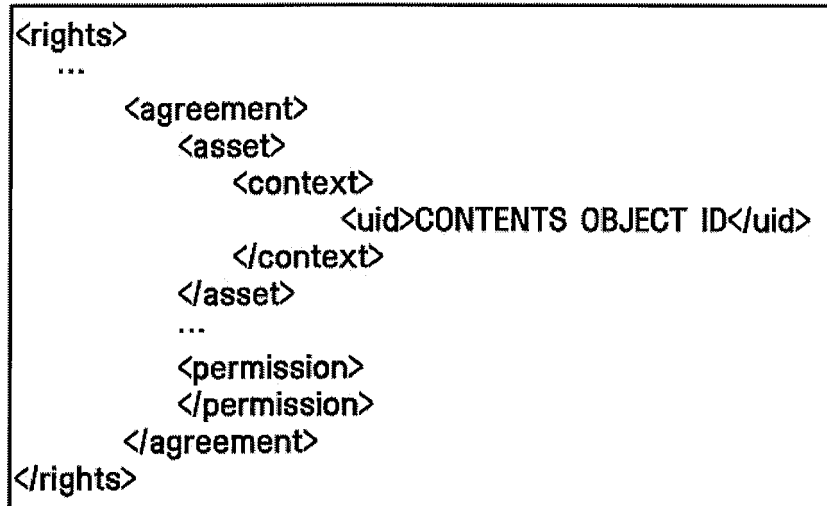 <rights>
...
<agreement>
<asset>
<context>
<uid>CONTENTS OBJECT ID</uid>
</context>
</asset>
...
<permission>
</permission>
</agreement>
</rights>